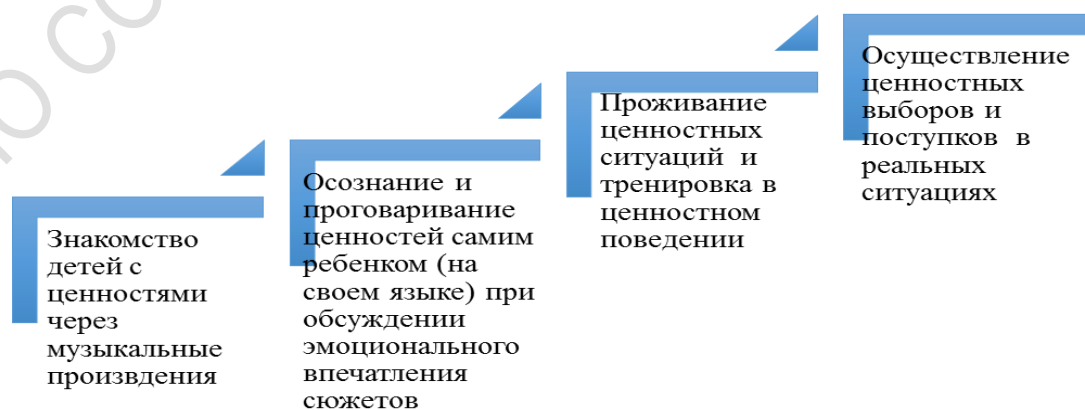 Знакомство
детей с
ценностями
через
музыкальные
произвдения
Осознание и
проговаривание
ценностей самим
ребенком (на
своем языке) при
обсуждении
эмоционального
впечатления
сюжетов
Проживание
ценностных
ситуаций и
тренировка в
ценностном
поведении
Осуществление
ценностных
выборов и
поступков в
реальных
ситуациях